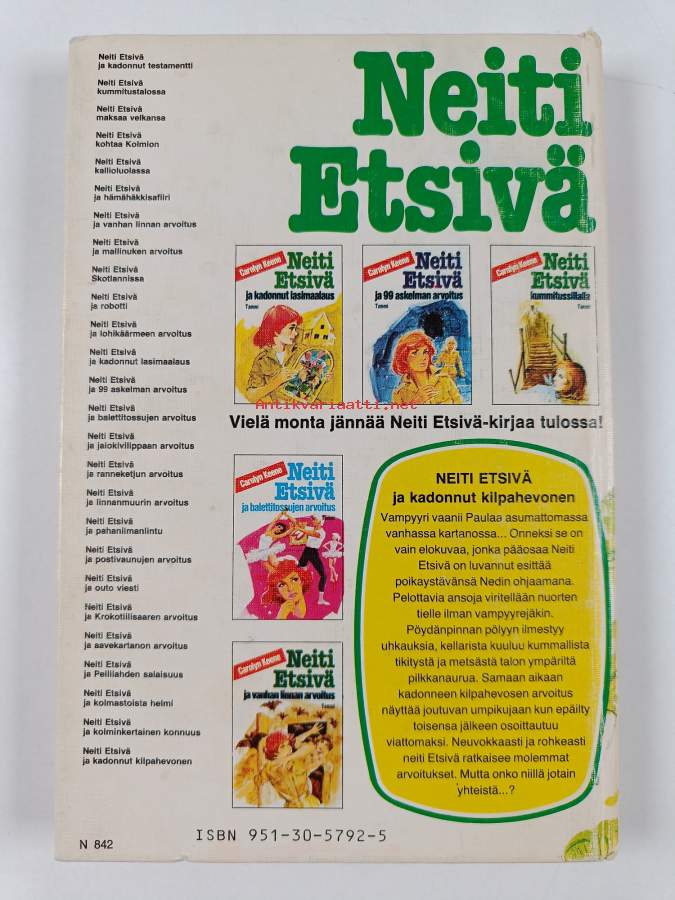 Neiti Etsivä
ja kadonnut testamentti
Neiti Etsivä
kummitustalossa
Neiti Etsivä
maksaa velkansa
Neiti Etsivä
kohtaa Kolmion
Neiti Etsivä
kallioluolassa
Neiti Etsivä
ja hämähäkkisafiiri
Neiti Etsivä
ja vanhan linnan arvoitus
Neiti Etsivä
ja mallinuken arvoitus
Neiti Etsivä
Skotlannissa
Neiti Etsivä
ja robotti
Neiti Etsivä
ja lohikäärmeen arvoitus
Neiti Etsivä
ja kadonnut lasimaalaus
Neiti Etsivä
ja 99 askelman arvoitus
Neiti Etsivä
ja balettitossujen arvoitus
Neiti Etsivä
ja jalokivilippaan arvoitus
Neiti Etsivä
ja ranneketjun arvoitus
Neiti Etsivä
ja linnanmuurin arvoitus
Neiti Etsivä
ja pahanilmanlintu
Neiti Etsivä
ja postivaunujen arvoitus
Neiti Etsivä
ja outo viesti
Neiti Etsivä
ja Krokotiilisaaren arvoitus
Neiti Etsivä
ja aavekartanon arvoitus
Neiti Etsivä
ja Peililahden salaisuus
Neiti Etsivä
ja kolmastoista helmi
Neiti Etsivä
ja kolminkertainen konnuus
Neiti Etsivä
ja kadonnut kilpahevonen
N 842
Neiti
Etsivä
Carolyn Keene
Neiti
Etsivä
ja kadonnut lasimaalaus
Tammi
Carolyn Keene
Neiti
Etsivä
ja 99 askelman arvoitus
Tammi
Carolyn Keene
Neiti
Etsivä
kummitussillalla
Tammi
Antikvariaatti.net
Vielä monta jännää Neiti Etsivä-kirjaa tulossa!
Carolyn Keene
Neiti
Etsivä
ja balettitossujen arvoitus
Tammi
Carolyn Keene
Neiti
Etsivä
ja vanhan linnan arvoitus
Tammi
NEITI ETSIVÄ
ja kadonnut kilpahevonen
Vampyyri vaanii Paulaa asumattomassa
vanhassa kartanossa... Onneksi se on
vain elokuvaa, jonka pääosaa Neiti
Etsivä on luvannut esittää
poikaystävänsä Nedin ohjaamana.
Pelottavia ansoja viritellään nuorten
tielle ilman vampyyrejäkin.
Pöydänpinnan pölyyn ilmestyy
uhkauksia, kellarista kuuluu kummallista
tikitystä ja metsästä talon ympäriltä
pilkkanaurua. Samaan aikaan
kadonneen kilpahevosen arvoitus
näyttää joutuvan umpikujaan kun epäilty
toisensa jälkeen osoittautuu
viattomaksi. Neuvokkaasti ja rohkeasti
neiti Etsivä ratkaisee molemmat
arvoitukset. Mutta onko niillä jotain
yhteistä...?
ISBN 951-30-5792-5